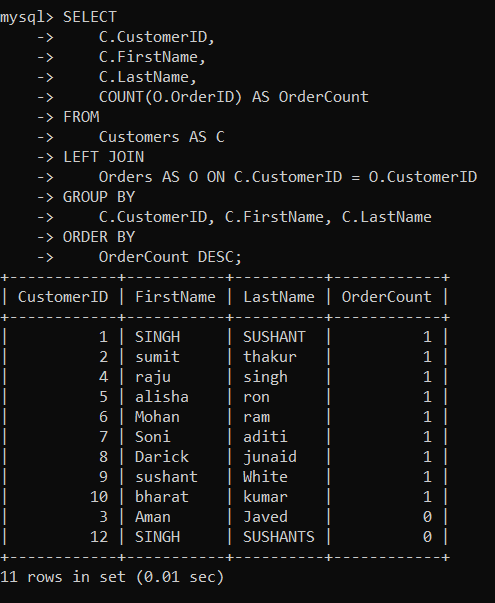 mysql> SELECT
    ->     C.CustomerID,
    ->     C.FirstName,
    ->     C.LastName,
    ->     COUNT(O.OrderID) AS OrderCount
    -> FROM
    ->     Customers AS C
    -> LEFT JOIN
    ->     Orders AS O ON C.CustomerID = O.CustomerID
    -> GROUP BY
    ->     C.CustomerID, C.FirstName, C.LastName
    -> ORDER BY
    ->     OrderCount DESC;
+------------+-----------+----------+------------+
| CustomerID | FirstName | LastName | OrderCount |
+------------+-----------+----------+------------+
|          1 | SINGH     | SUSHANT  |          1 |
|          2 | sumit     | thakur   |          1 |
|          4 | raju      | singh    |          1 |
|          5 | alisha    | ron      |          1 |
|          6 | Mohan     | ram      |          1 |
|          7 | Soni      | aditi    |          1 |
|          8 | Darick    | junaid   |          1 |
|          9 | sushant   | White    |          1 |
|         10 | bharat    | kumar    |          1 |
|          3 | Aman      | Javed    |          0 |
|         12 | SINGH     | SUSHANTS |          0 |
+------------+-----------+----------+------------+
11 rows in set (0.01 sec)